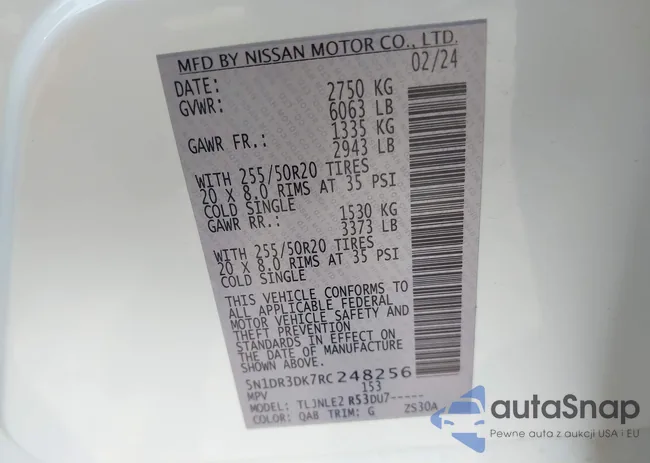 MFD BY NISSAN MOTOR CO., LTD.
DATE: 02/24
GVWR: 2750 KG
6063 LB
GAWR FR.: 1335 KG
2943 LB
WITH 255/50R20 TIRES
20 X 8.0 RIMS AT 35 PSI
COLD SINGLE
GAWR RR.: 1530 KG
3373 LB
WITH 255/50R20 TIRES
20 X 8.0 RIMS AT 35 PSI
COLD SINGLE
THIS VEHICLE CONFORMS TO
ALL APPLICABLE FEDERAL
MOTOR VEHICLE SAFETY AND
THEFT PREVENTION
STANDARDS IN EFFECT ON
THE DATE OF MANUFACTURE
SHOWN ABOVE.
5N1DR3DK7RC248256
MPV 153
MODEL: TLJNLE2 R53DU7-----
COLOR: QAB TRIM: G ZS30A
autoSnap
Pewne auta z aukcji USA i EU